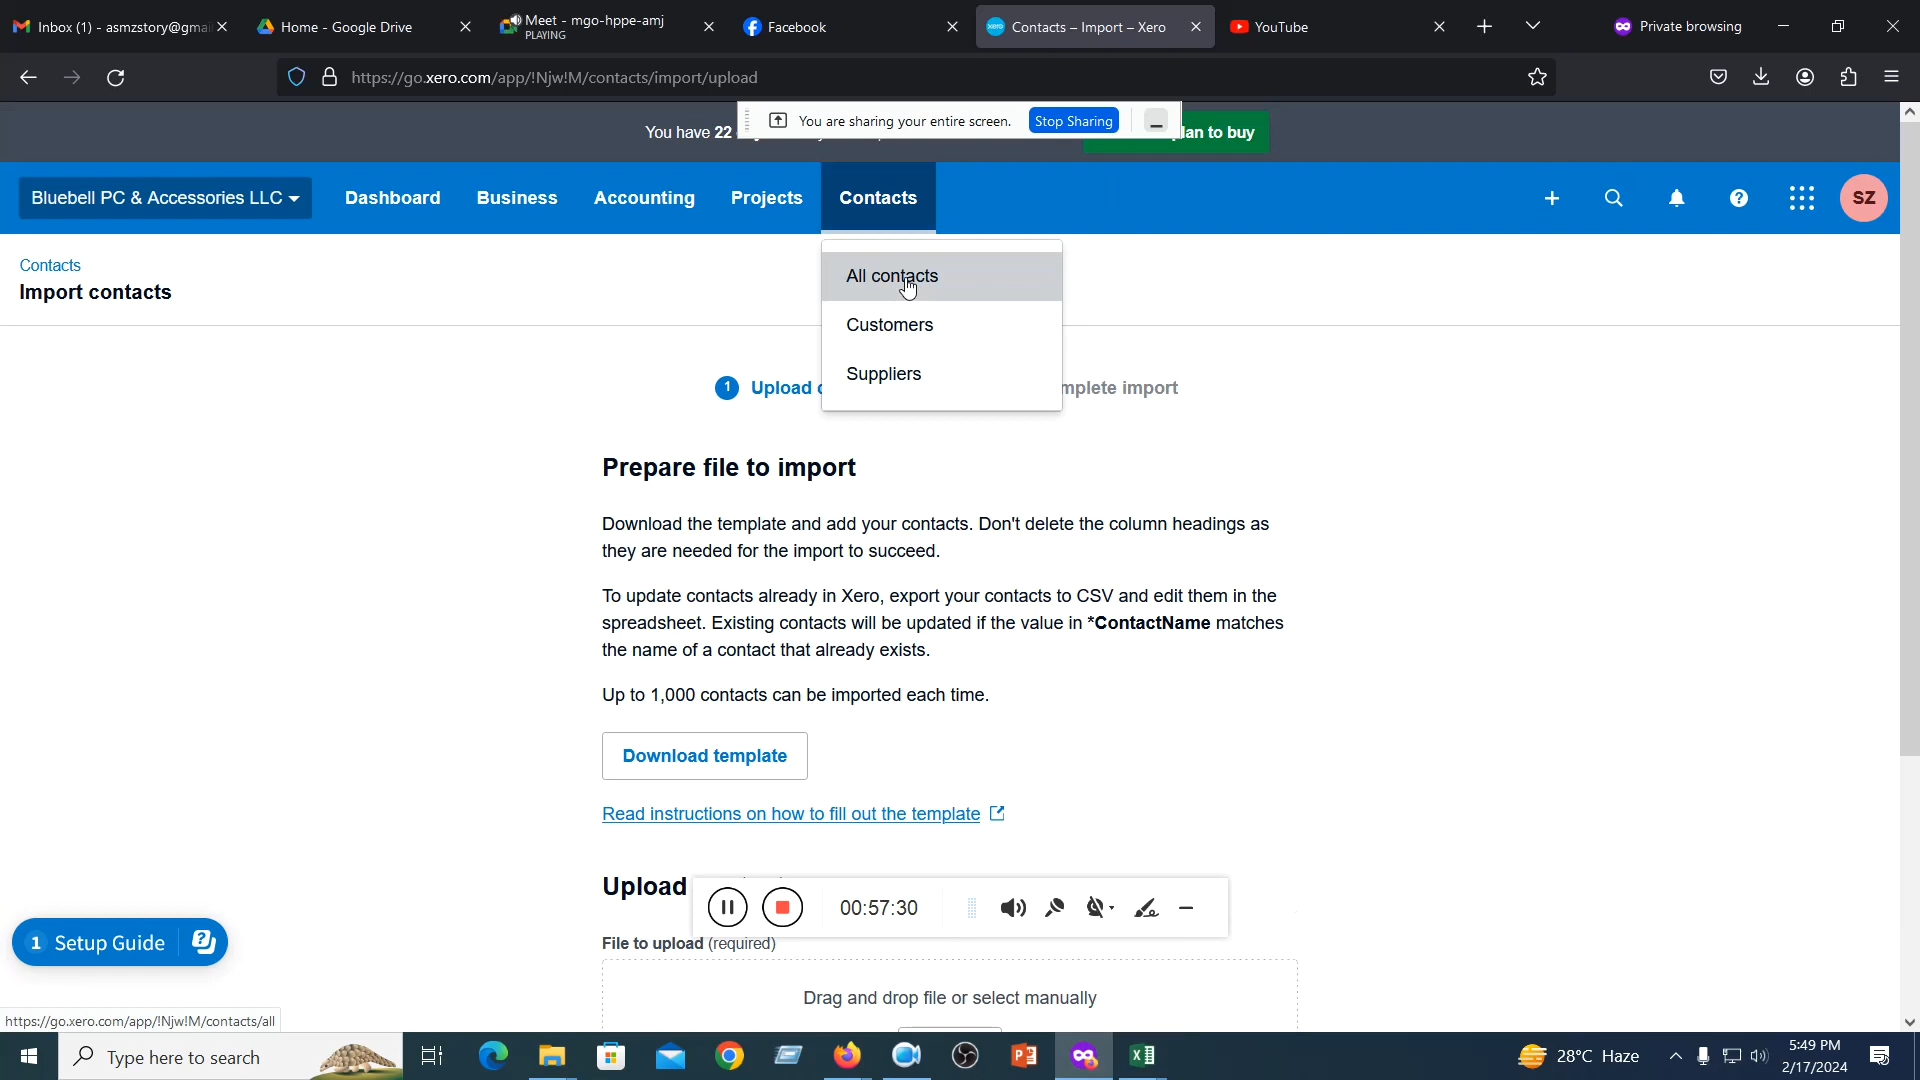 Inbox (1) - asmzstory@gmai
Home - Google Drive
Meet - mgo-hppe-amj
PLAYING
Facebook
xero Contacts – Import – Xero
YouTube
Private browsing
https://go.xero.com/app/!Njw!M/contacts/import/upload
You are sharing your entire screen.
Stop Sharing
You have 22
plan to buy
Bluebell PC & Accessories LLC
Dashboard
Business
Accounting
Projects
Contacts
SZ
Contacts
Import contacts
All contacts
Customers
Suppliers
1 Upload
mplete import
Prepare file to import
Download the template and add your contacts. Don't delete the column headings as
they are needed for the import to succeed.
To update contacts already in Xero, export your contacts to CSV and edit them in the
spreadsheet. Existing contacts will be updated if the value in *ContactName matches
the name of a contact that already exists.
Up to 1,000 contacts can be imported each time.
Download template
Read instructions on how to fill out the template
Upload
00:57:30
File to upload (required)
Drag and drop file or select manually
1 Setup Guide
https://go.xero.com/app/!Njw!M/contacts/all
Type here to search
28°C Haze
5:49 PM
2/17/2024